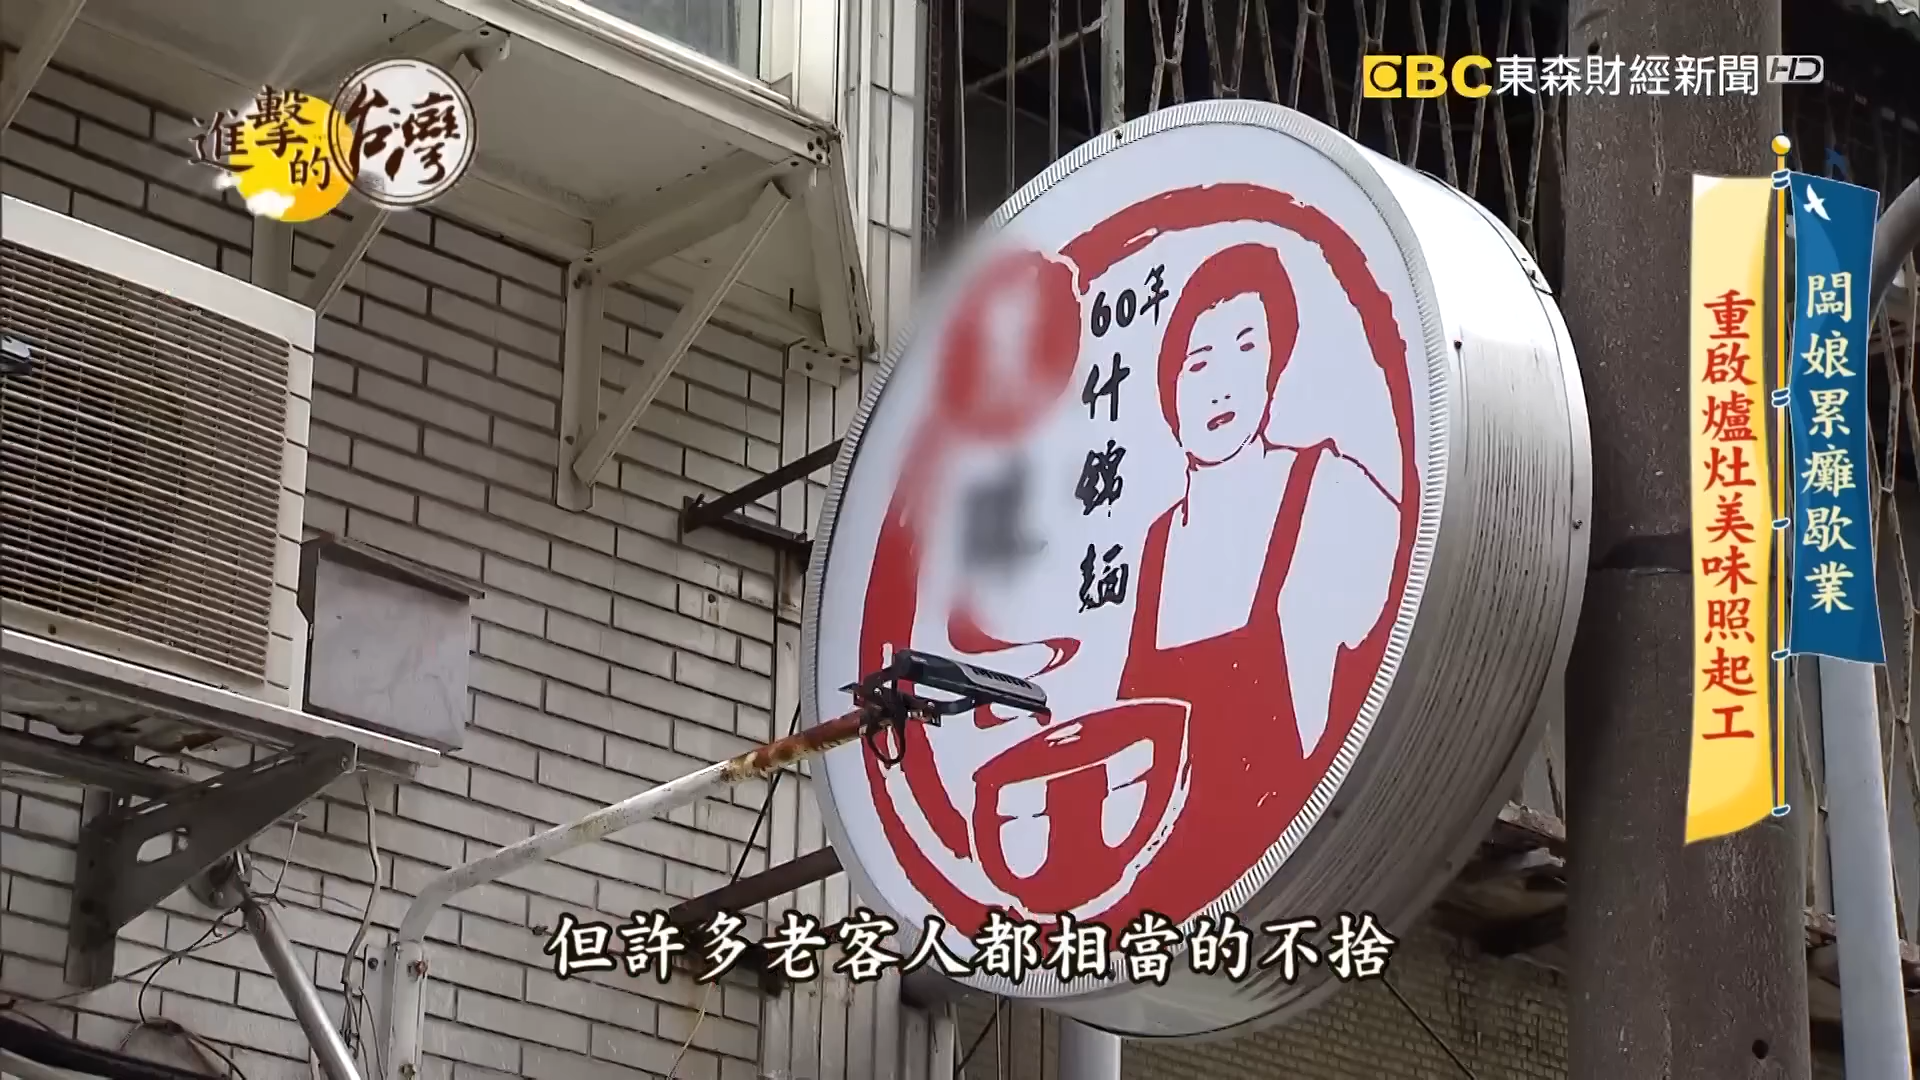 進擊的台灣
EBC東森財經新聞HD
闆娘累癱歇業
重啟爐灶美味照起工
60年
什錦麵
但許多老客人都相當的不捨